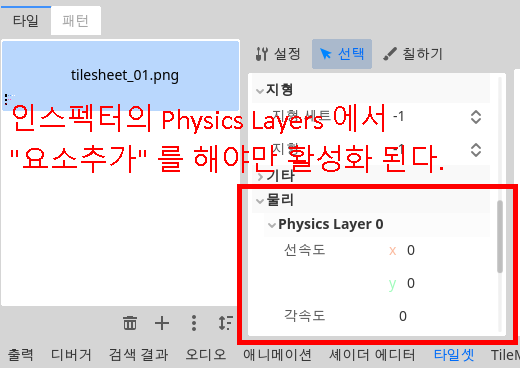 타일 패턴
설정 선택 칠하기
tilesheet_01.png
지형
지형 세트 -1
인스펙터의 Physics Layers 에서
"요소추가" 를 해야만 활성화 된다.
지형 -1
기타
물리
Physics Layer 0
선속도 x 0
y 0
각속도 0
출력 디버거 검색 결과 오디오 애니메이션 셰이더 에디터 타일셋 TileM